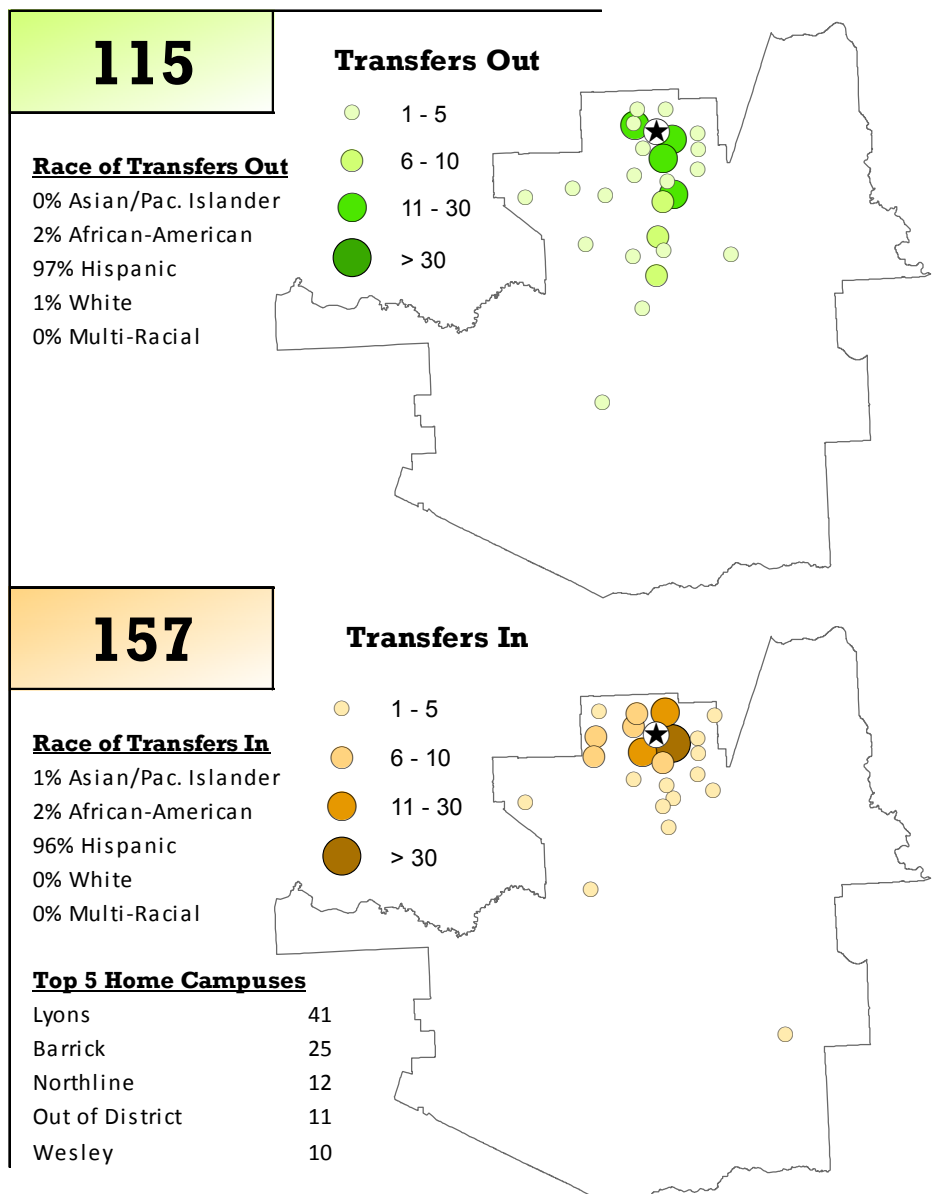 115
Transfers Out
1 - 5
6 - 10
11 - 30
> 30
Race of Transfers Out
0% Asian/Pac. Islander
2% African-American
97% Hispanic
1% White
0% Multi-Racial
157
Transfers In
1 - 5
6 - 10
11 - 30
> 30
Race of Transfers In
1% Asian/Pac. Islander
2% African-American
96% Hispanic
0% White
0% Multi-Racial
Top 5 Home Campuses
Lyons 41
Barrick 25
Northline 12
Out of District 11
Wesley 10